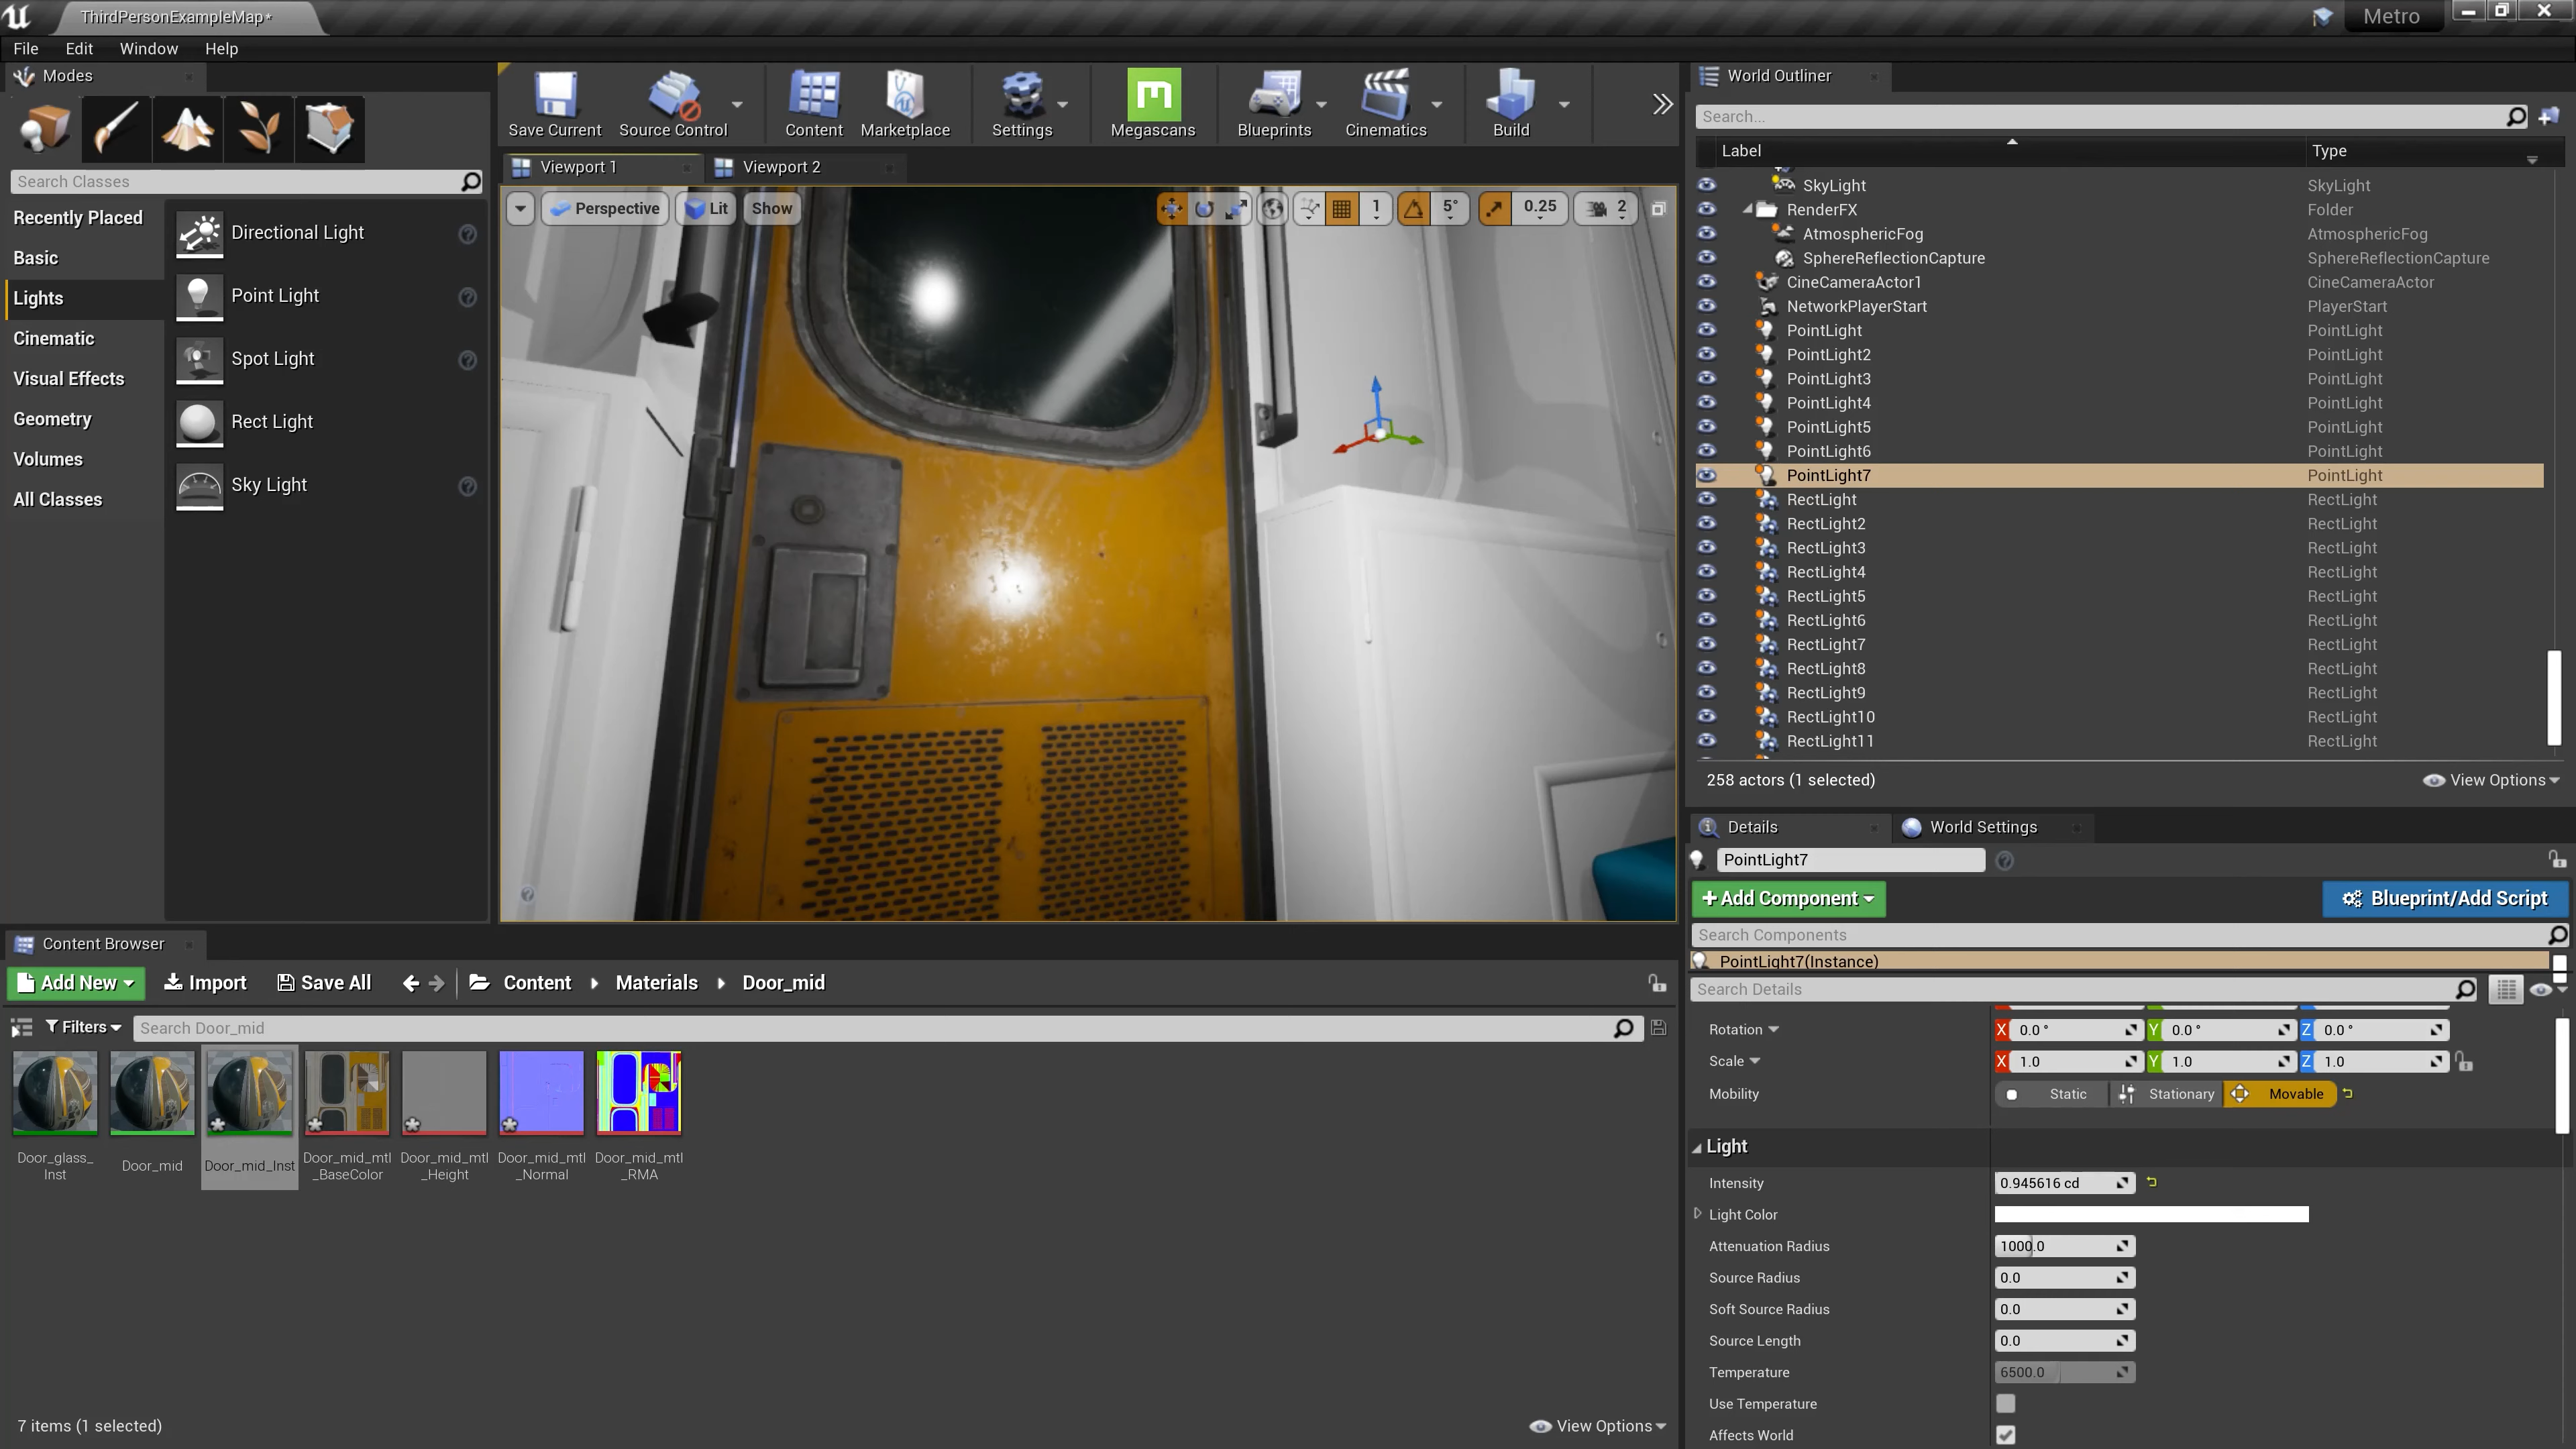 ThirdPersonExampleMap*
Metro
File Edit Window Help
Modes
Search Classes
Recently Placed
Basic
Lights
Cinematic
Visual Effects
Geometry
Volumes
All Classes
Directional Light
Point Light
Spot Light
Rect Light
Sky Light
Save Current Source Control Content Marketplace Settings Megascans Blueprints Cinematics Build
Viewport 1 Viewport 2
Perspective Lit Show 1 5° 0.25 2
World Outliner
Search...
Label Type
SkyLight SkyLight
RenderFX Folder
AtmosphericFog AtmosphericFog
SphereReflectionCapture SphereReflectionCapture
CineCameraActor1 CineCameraActor
NetworkPlayerStart PlayerStart
PointLight PointLight
PointLight2 PointLight
PointLight3 PointLight
PointLight4 PointLight
PointLight5 PointLight
PointLight6 PointLight
PointLight7 PointLight
RectLight RectLight
RectLight2 RectLight
RectLight3 RectLight
RectLight4 RectLight
RectLight5 RectLight
RectLight6 RectLight
RectLight7 RectLight
RectLight8 RectLight
RectLight9 RectLight
RectLight10 RectLight
RectLight11 RectLight
258 actors (1 selected) View Options
Details World Settings
PointLight7
+ Add Component Blueprint/Add Script
Search Components
PointLight7(Instance)
Search Details
Rotation X 0.0 ° Y 0.0 ° Z 0.0 °
Scale X 1.0 Y 1.0 Z 1.0
Mobility Static Stationary Movable
Light
Intensity 0.945616 cd
Light Color
Attenuation Radius 1000.0
Source Radius 0.0
Soft Source Radius 0.0
Source Length 0.0
Temperature 6500.0
Use Temperature
Affects World
Content Browser
Add New Import Save All Content Materials Door_mid
Filters Search Door_mid
Door_glass_
Inst
Door_mid
Door_mid_Inst
Door_mid_mtl
_BaseColor
Door_mid_mtl
_Height
Door_mid_mtl
_Normal
Door_mid_mtl
_RMA
7 items (1 selected) View Options